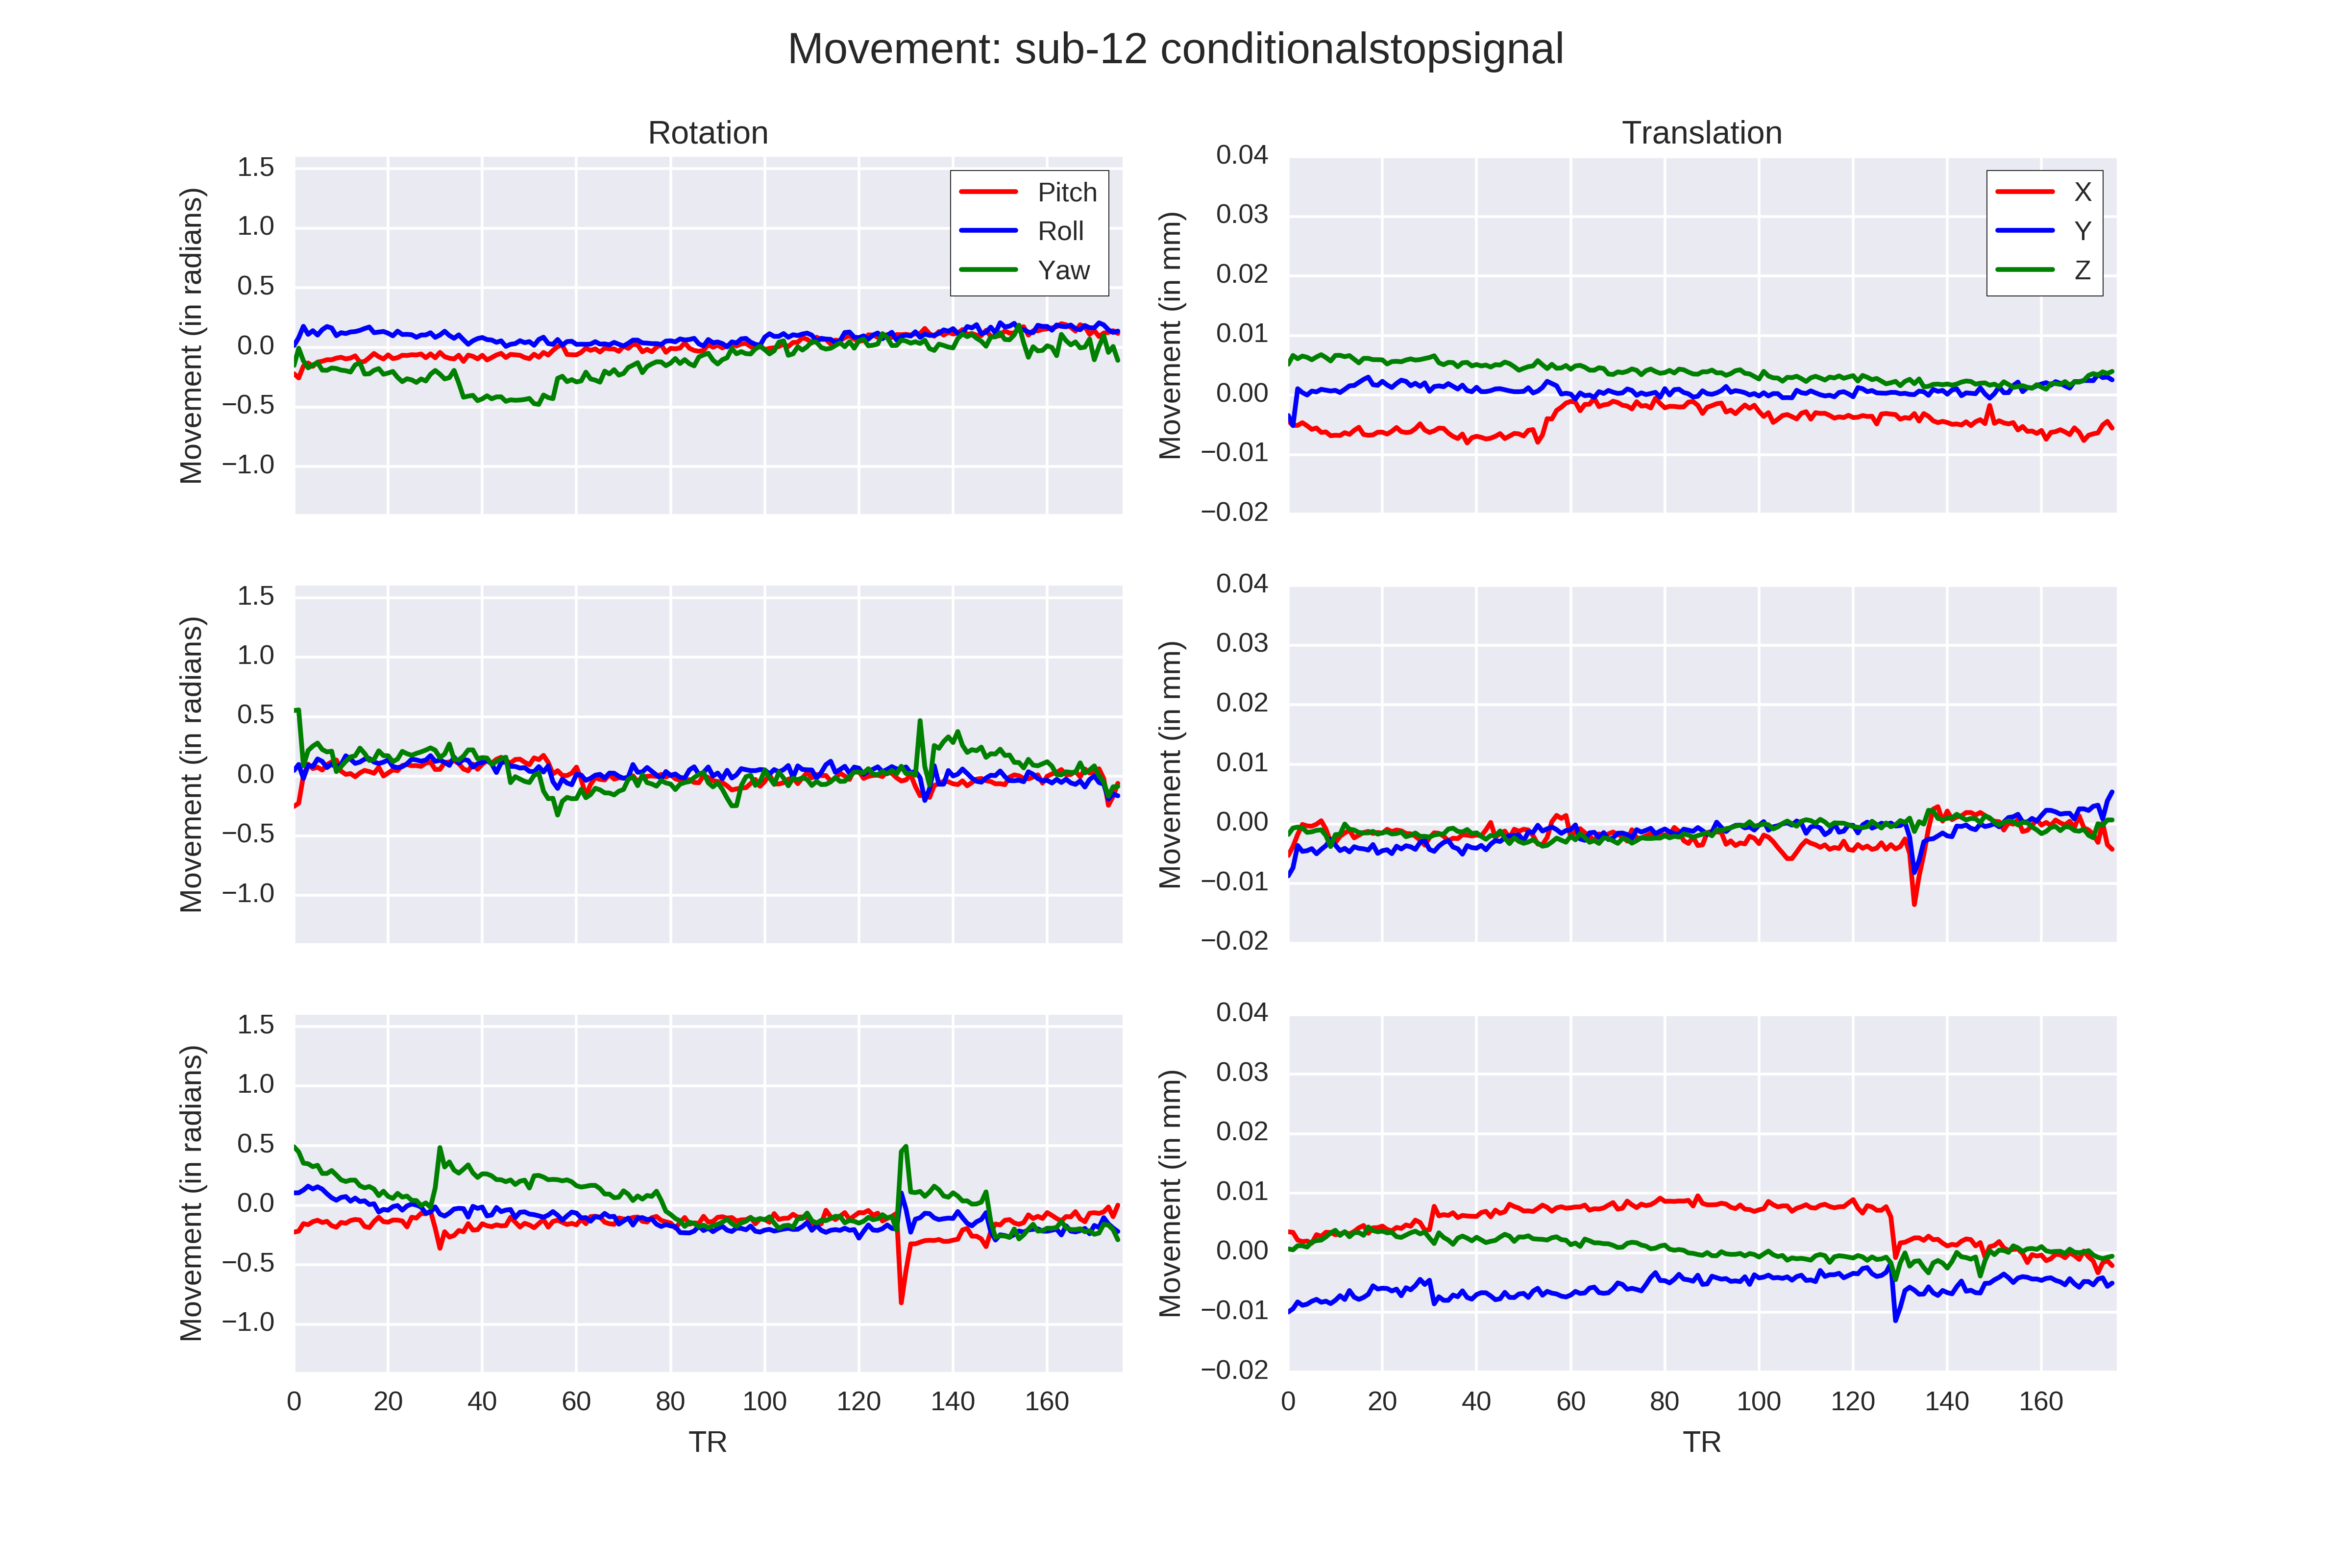 Movement: sub-12 conditionalstopsignal
Rotation
Translation
Movement (in radians)
1.5
1.0
0.5
0.0
−0.5
−1.0
Pitch
Roll
Yaw
Movement (in mm)
0.04
0.03
0.02
0.01
0.00
−0.01
−0.02
X
Y
Z
Movement (in radians)
1.5
1.0
0.5
0.0
−0.5
−1.0
Movement (in mm)
0.04
0.03
0.02
0.01
0.00
−0.01
−0.02
Movement (in radians)
1.5
1.0
0.5
0.0
−0.5
−1.0
0 20 40 60 80 100 120 140 160
TR
Movement (in mm)
0.04
0.03
0.02
0.01
0.00
−0.01
−0.02
0 20 40 60 80 100 120 140 160
TR